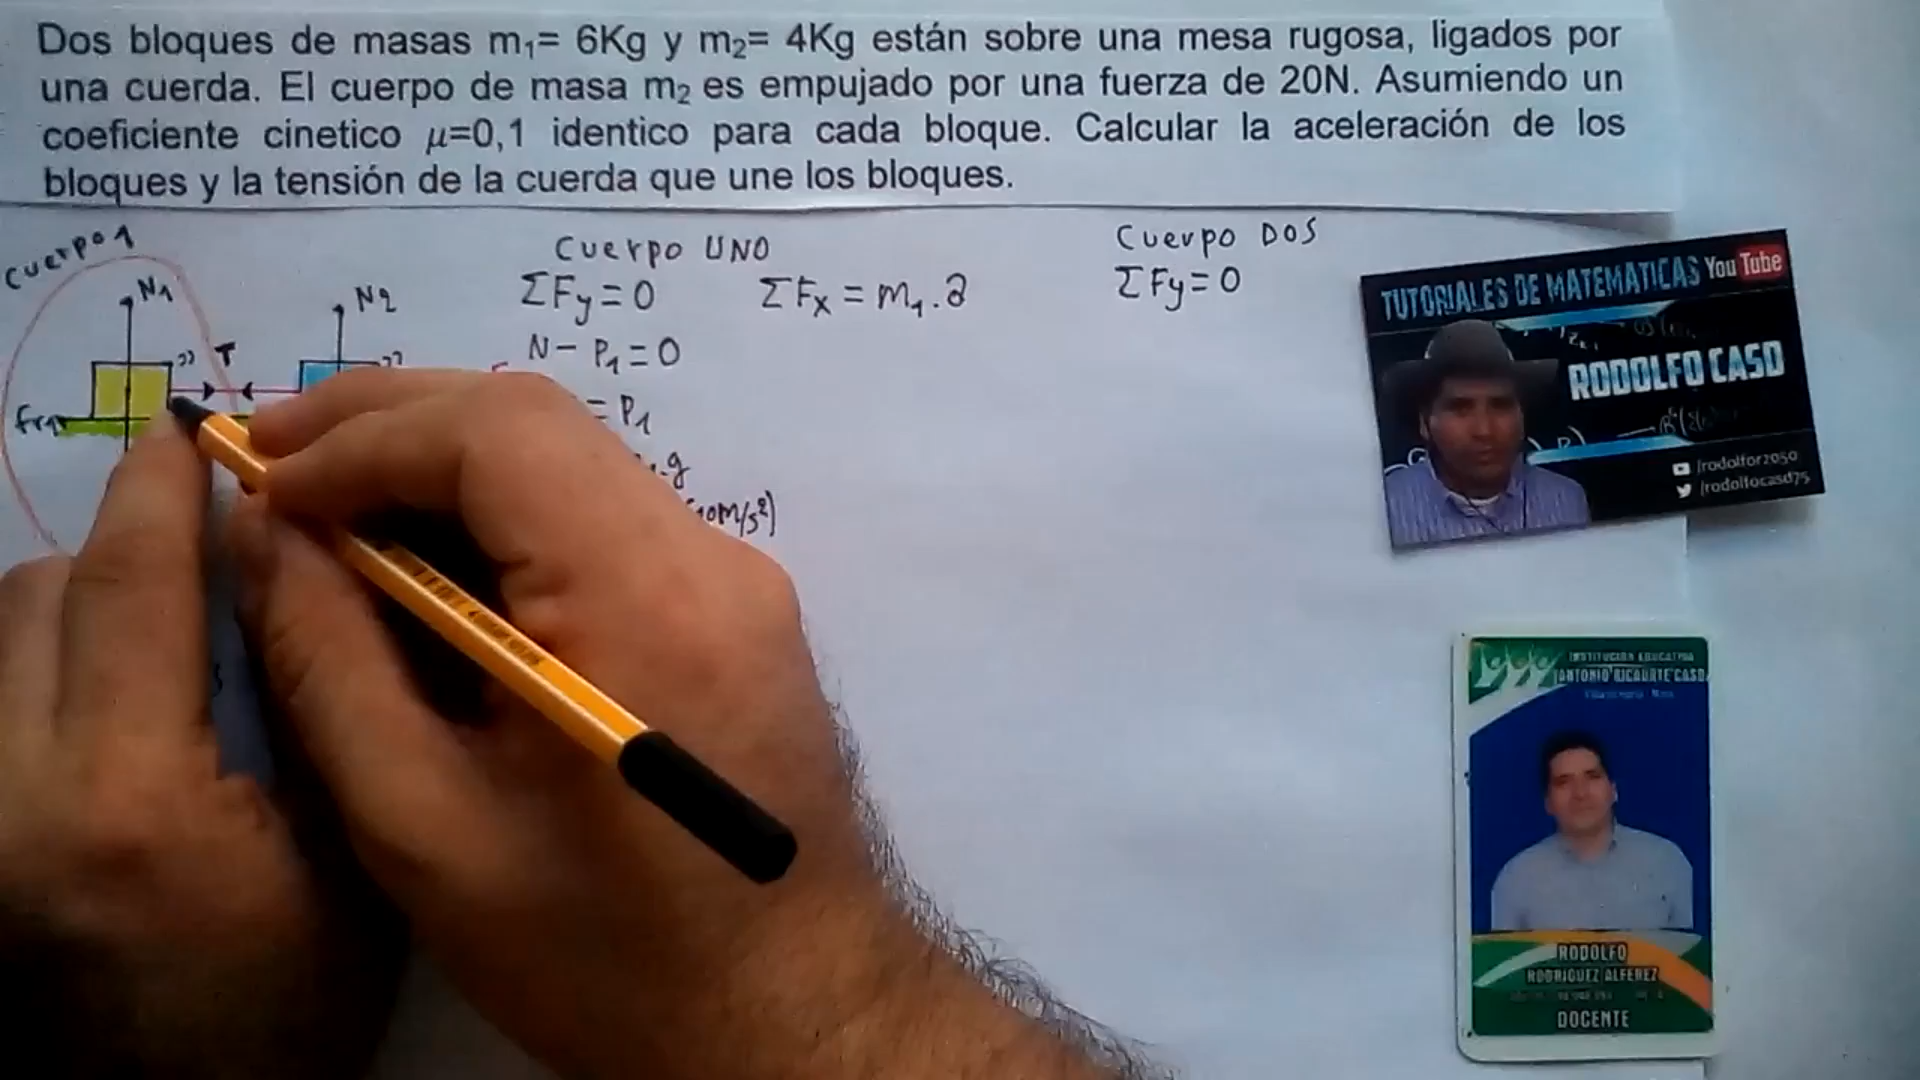 Dos bloques de masas m₁= 6Kg y m₂= 4Kg están sobre una mesa rugosa, ligados por
una cuerda. El cuerpo de masa m₂ es empujado por una fuerza de 20N. Asumiendo un
coeficiente cinetico μ=0,1 identico para cada bloque. Calcular la aceleración de los
bloques y la tensión de la cuerda que une los bloques.
Cuerpo 1
N₁
T
N2
fr₁
Cuerpo UNO
ΣFy=0
ΣFx = m₁.a
N- P₁=0
= P₁
.g
10m/s²)
Cuerpo DOS
ΣFy=0
TUTORIALES DE MATEMATICAS YouTube
RODOLFO CASD
/rodolfor2050
/rodolfocasd75
INSTITUCION EDUCATIVA
ANTONIO RICAURTE CASD
RODOLFO
RODRIGUEZ ALFEREZ
DOCENTE